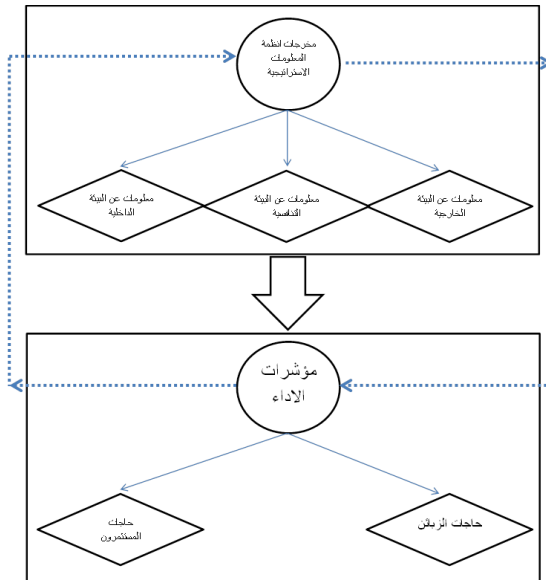 مخرجات انظمة
المعلومات
الاستراتيجية
معلومات عن البيئة
الخارجية
معلومات عن البيئة
التنافسية
معلومات عن البيئة
الداخلية
مؤشرات
الاداء
حاجات الزبائن
حاجات
المستثمرون